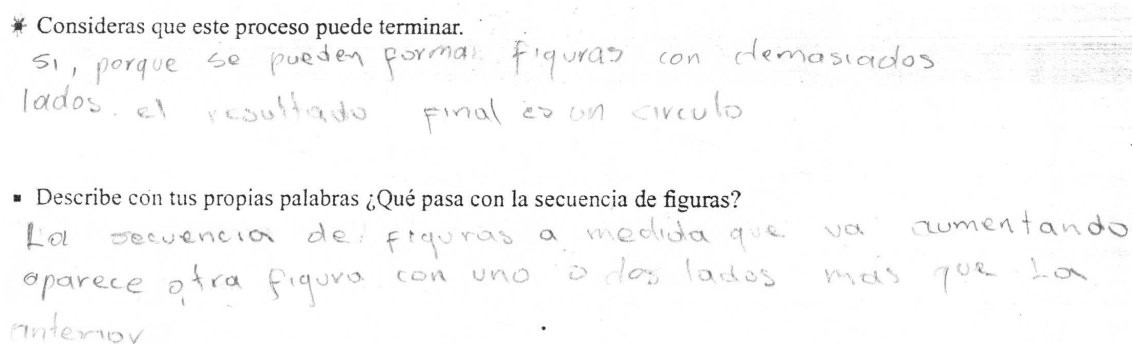 * Consideras que este proceso puede terminar.
si, porque se pueden formar figuras con demasiados
lados. el resultado final es un circulo
▪ Describe con tus propias palabras ¿Qué pasa con la secuencia de figuras?
La secuencia de figuras a medida que va aumentando
aparece otra figura con uno o dos lados mas que La
anterior